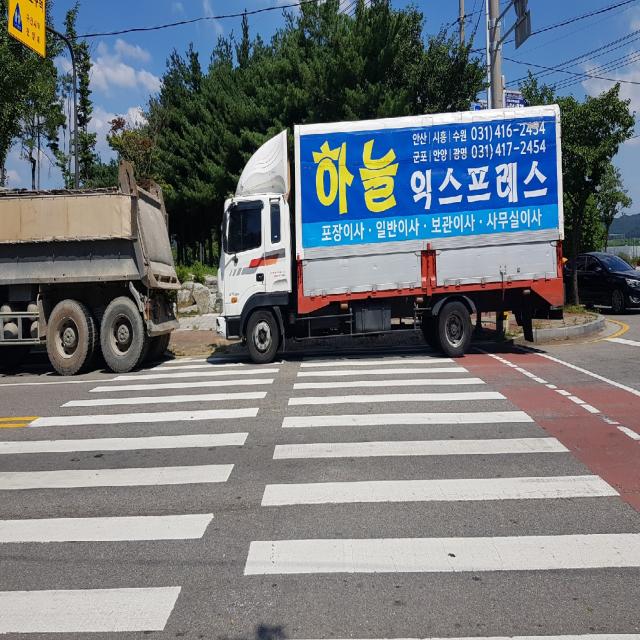 안산 | 시흥 | 수원 031) 416-2454
군포 | 안양 | 광명 031) 417-2454
하늘 익스프레스
포장이사 · 일반이사 · 보관이사 · 사무실이사